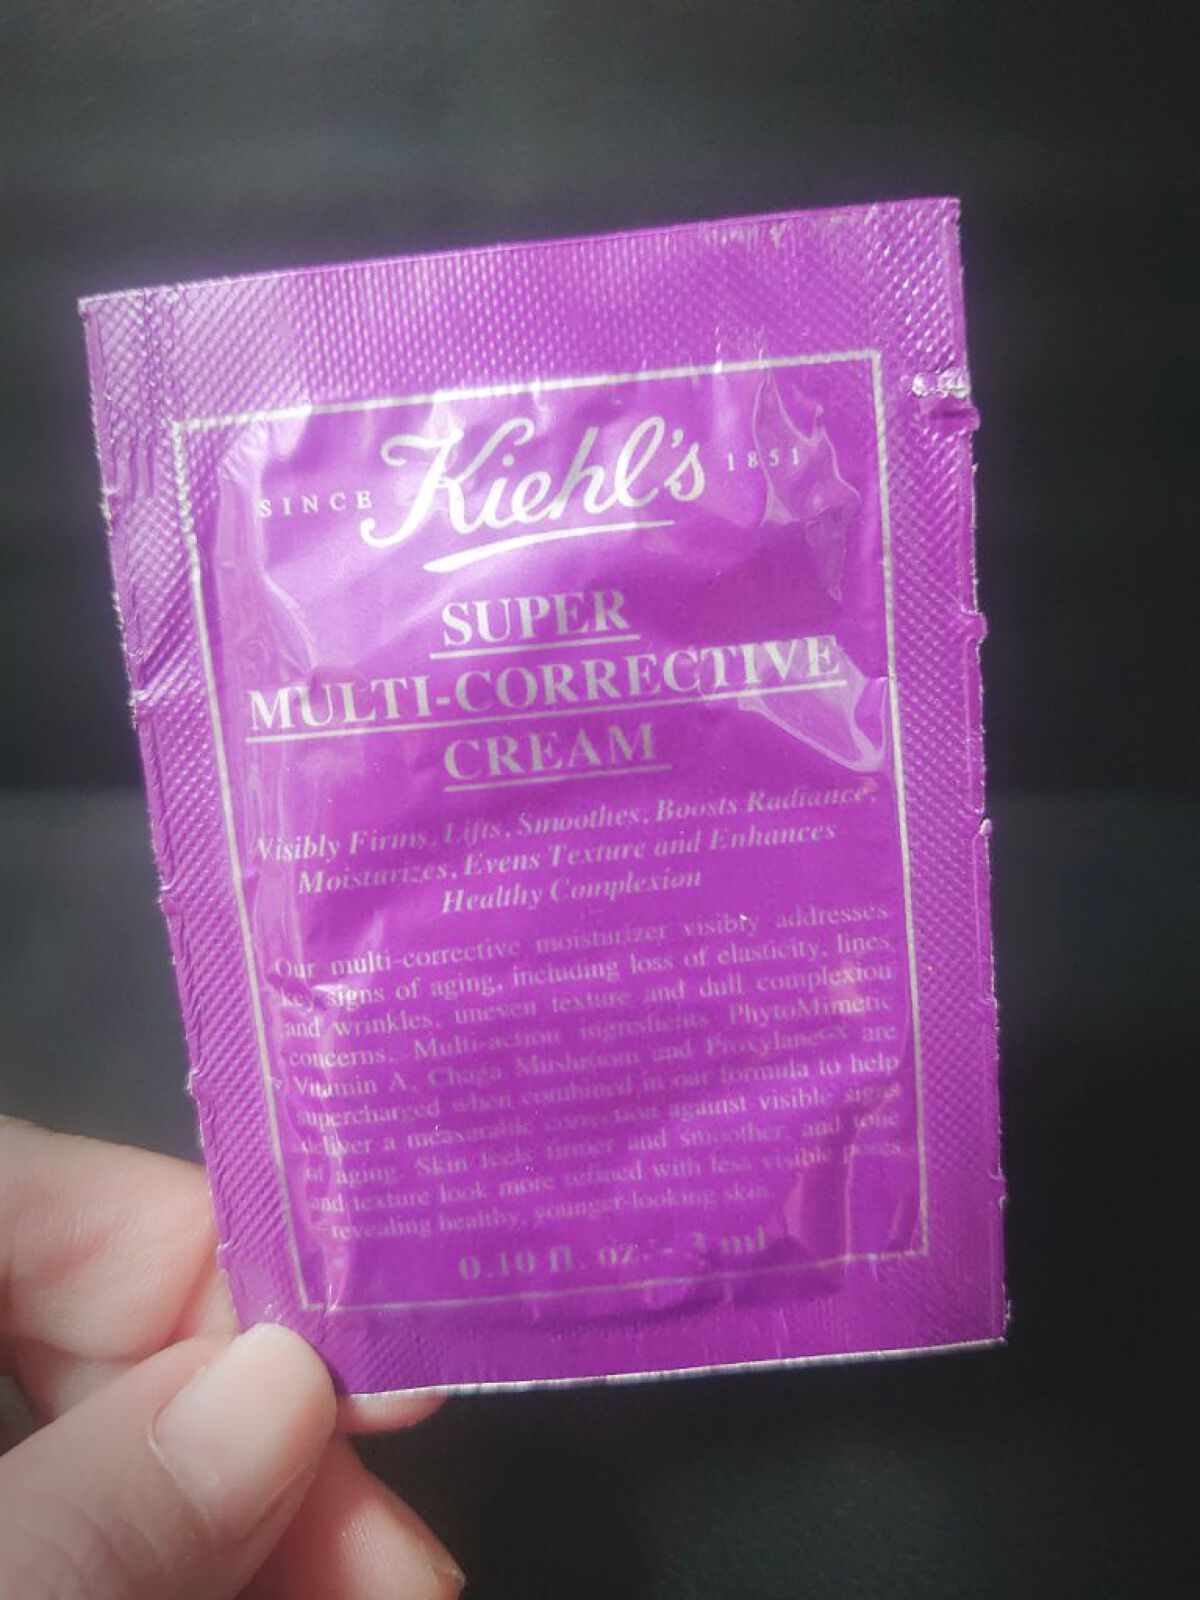 SINCE Kiehl's 1851
SUPER
MULTI-CORRECTIVE
CREAM
Visibly Firms, Lifts, Smoothes, Boosts Radiance,
Moisturizes, Evens Texture and Enhances
Healthy Complexion
Our multi-corrective moisturizer visibly addresses
key signs of aging, including loss of elasticity, lines
and wrinkles, uneven texture and dull complexion
concerns. Multi-action ingredients PhytoMimetic
Vitamin A, Chaga Mushroom and ProxylaneGX are
supercharged when combined in our formula to help
deliver a measurable correction against visible signs
of aging. Skin feels firmer and smoother, and tone
and texture look more refined with less visible pores
revealing healthy, younger-looking skin.
0.10 fl. oz. - 3 ml